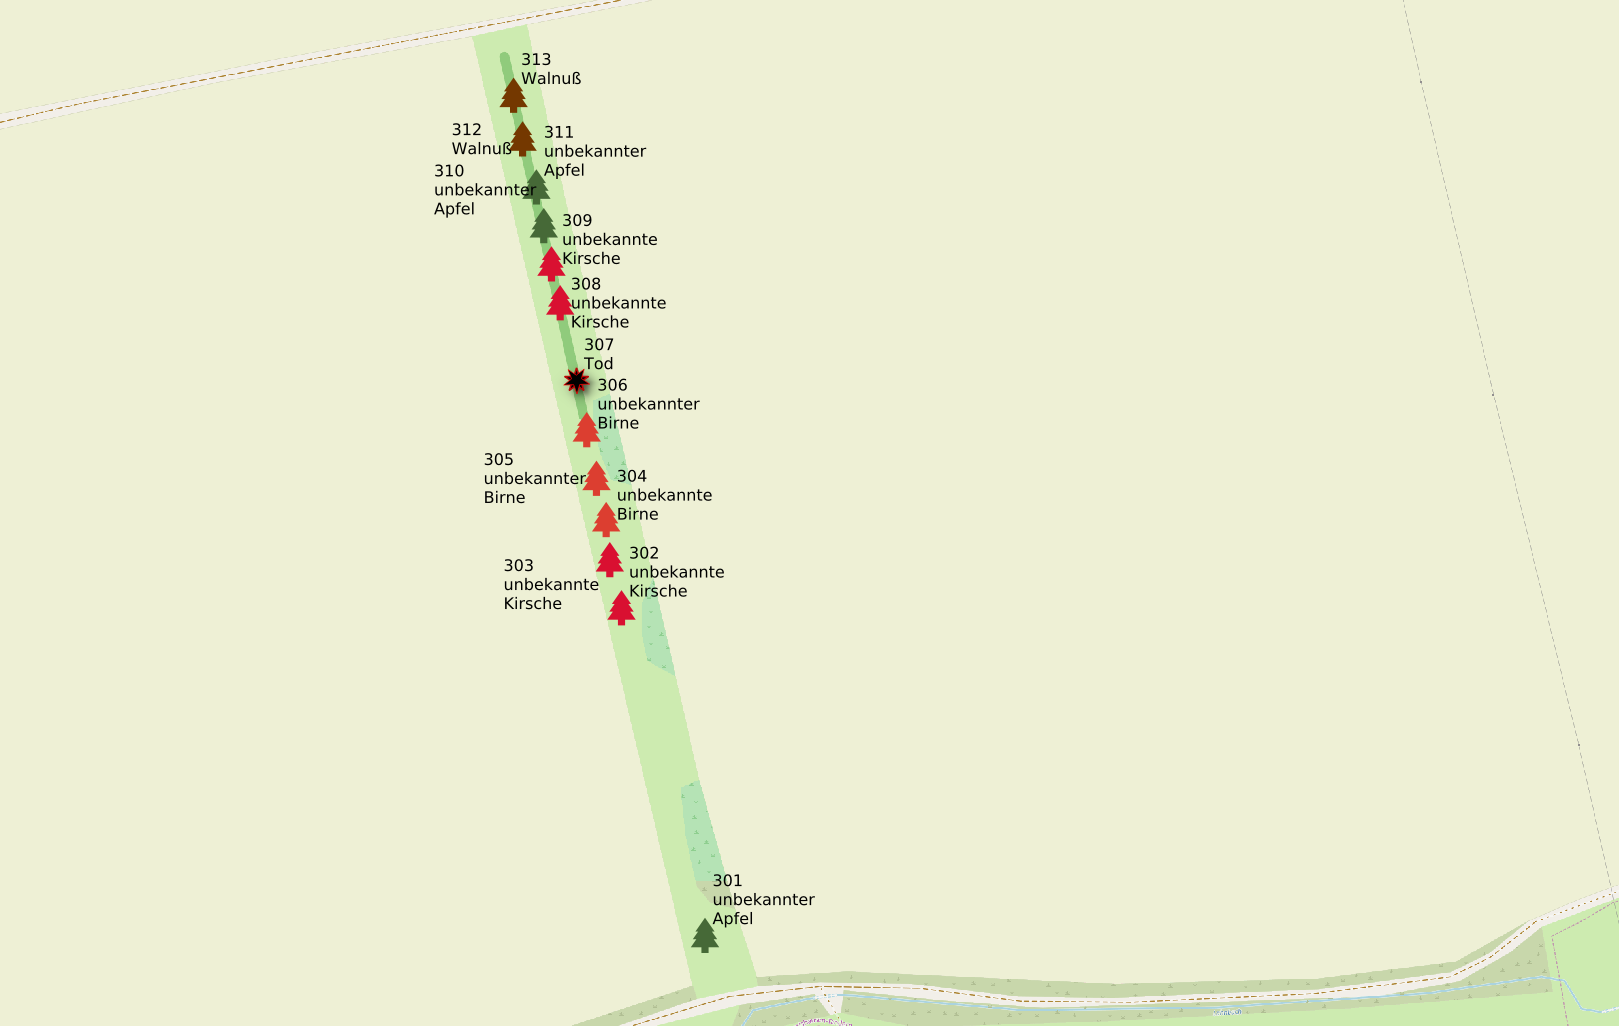 313
Walnuß
312
Walnuß
311
unbekannter
Apfel
310
unbekannter
Apfel
309
unbekannte
Kirsche
308
unbekannte
Kirsche
307
Tod
306
unbekannter
Birne
305
unbekannter
Birne
304
unbekannte
Birne
303
unbekannte
Kirsche
302
unbekannte
Kirsche
301
unbekannter
Apfel